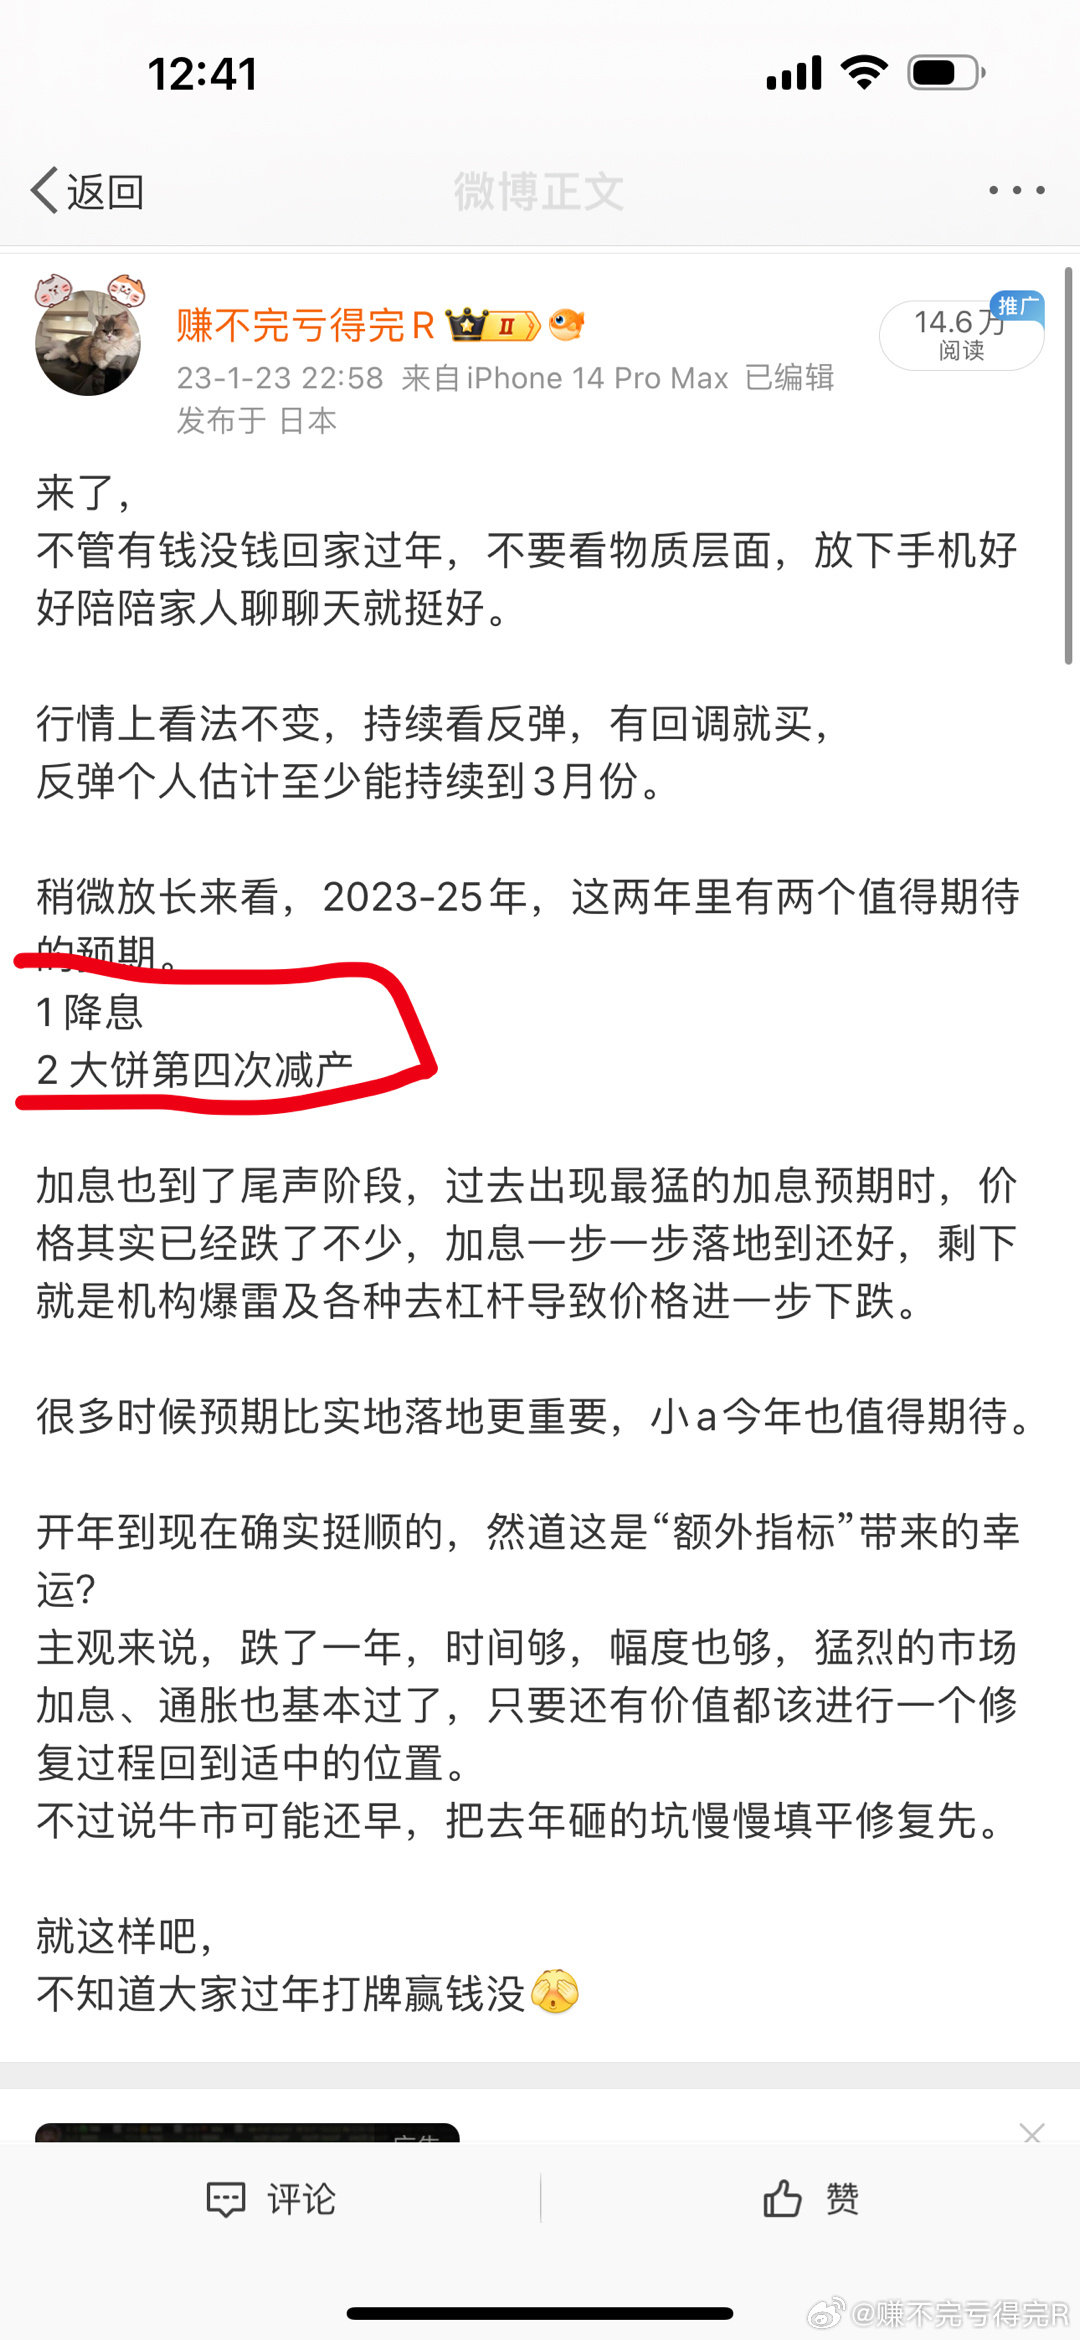 12:41
返回
微博正文
赚不完亏得完R
II
14.6万
推广
阅读
23-1-23 22:58 来自iPhone 14 Pro Max 已编辑
发布于 日本
来了，
不管有钱没钱回家过年，不要看物质层面，放下手机好
好陪陪家人聊聊天就挺好。
行情上看法不变，持续看反弹，有回调就买，
反弹个人估计至少能持续到3月份。
稍微放长来看，2023-25年，这两年里有两个值得期待
的预期。
1 降息
2 大饼第四次减产
加息也到了尾声阶段，过去出现最猛的加息预期时，价
格其实已经跌了不少，加息一步一步落地到还好，剩下
就是机构爆雷及各种去杠杆导致价格进一步下跌。
很多时候预期比实地落地更重要，小a今年也值得期待。
开年到现在确实挺顺的，然道这是“额外指标”带来的幸
运？
主观来说，跌了一年，时间够，幅度也够，猛烈的市场
加息、通胀也基本过了，只要还有价值都该进行一个修
复过程回到适中的位置。
不过说牛市可能还早，把去年砸的坑慢慢填平修复先。
就这样吧，
不知道大家过年打牌赢钱没
广告
评论
赞
@赚不完亏得完R